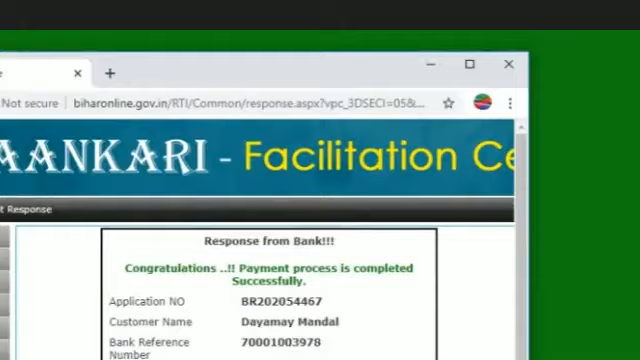 Not secure biharonline.gov.in/RTI/Common/response.aspx?vpc_3DSECI=05&...
AANKARI - Facilitation Ce
t Response
Response from Bank!!!
Congratulations ..!! Payment process is completed
Successfully.
Application NO BR202054467
Customer Name Dayamay Mandal
Bank Reference 70001003978
Number